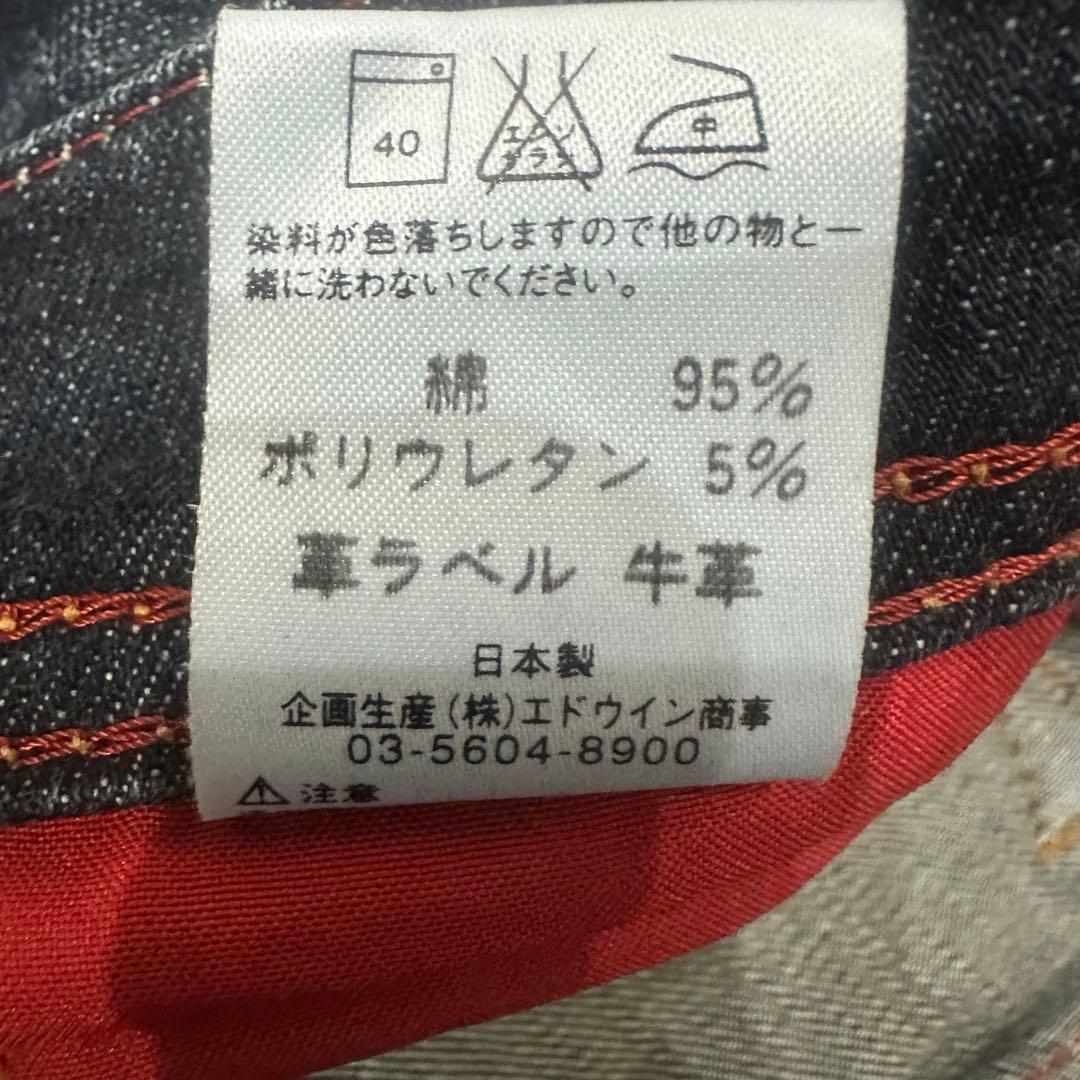 40
エンソ
サラシ
中
染料が色落ちしますので他の物と一
緒に洗わないでください。
綿 95%
ポリウレタン 5%
革ラベル 牛革
日本製
企画生産(株)エドウイン商事
03-5604-8900
⚠注意